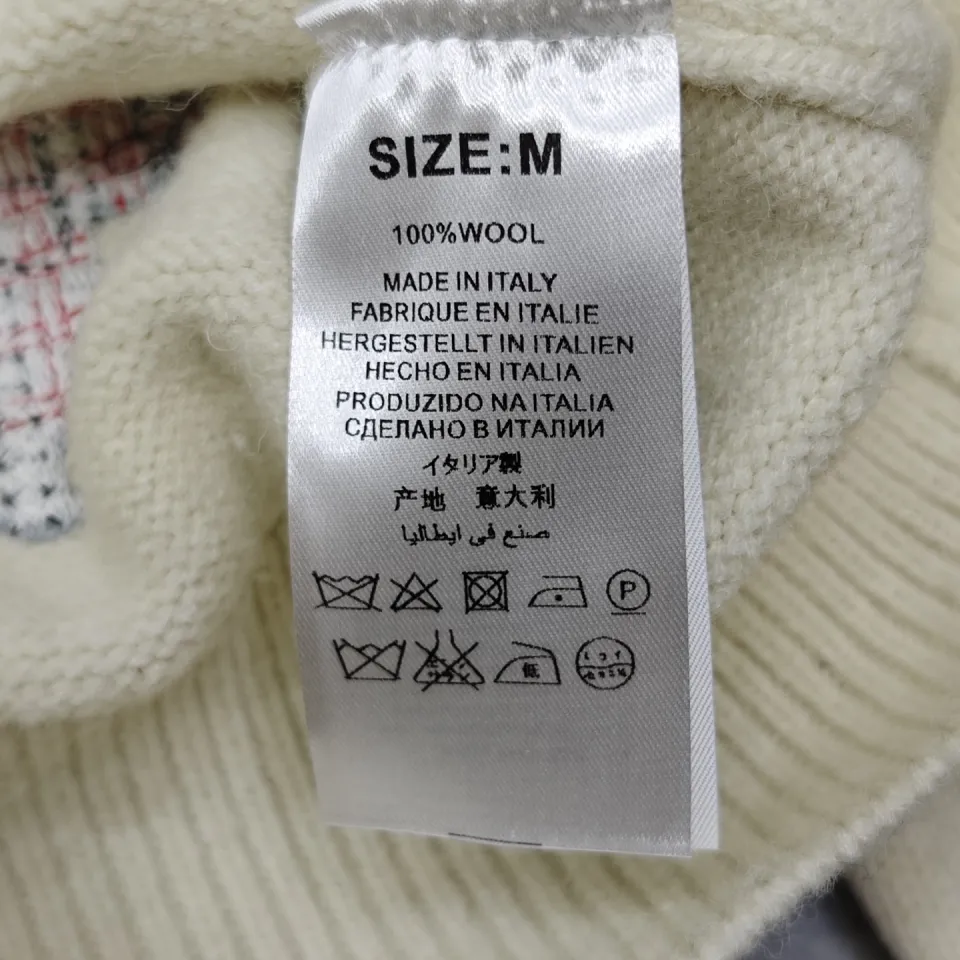 SIZE:M
100%WOOL
MADE IN ITALY
FABRIQUE EN ITALIE
HERGESTELLT IN ITALIEN
HECHO EN ITALIA
PRODUZIDO NA ITALIA
СДЕЛАНО В ИТАЛИИ
イタリア製
产地 意大利
صنع في ايطاليا
P
低